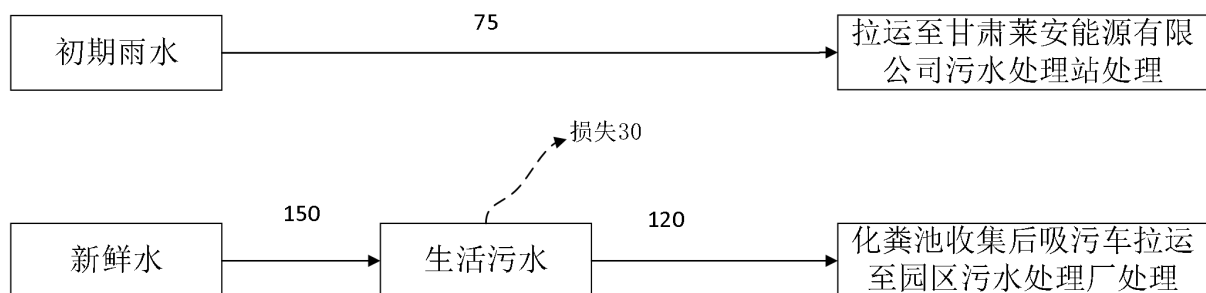 75
初期雨水
拉运至甘肃莱安能源有限
公司污水处理站处理
损失30
150
120
新鲜水
生活污水
化粪池收集后吸污车拉运
至园区污水处理厂处理